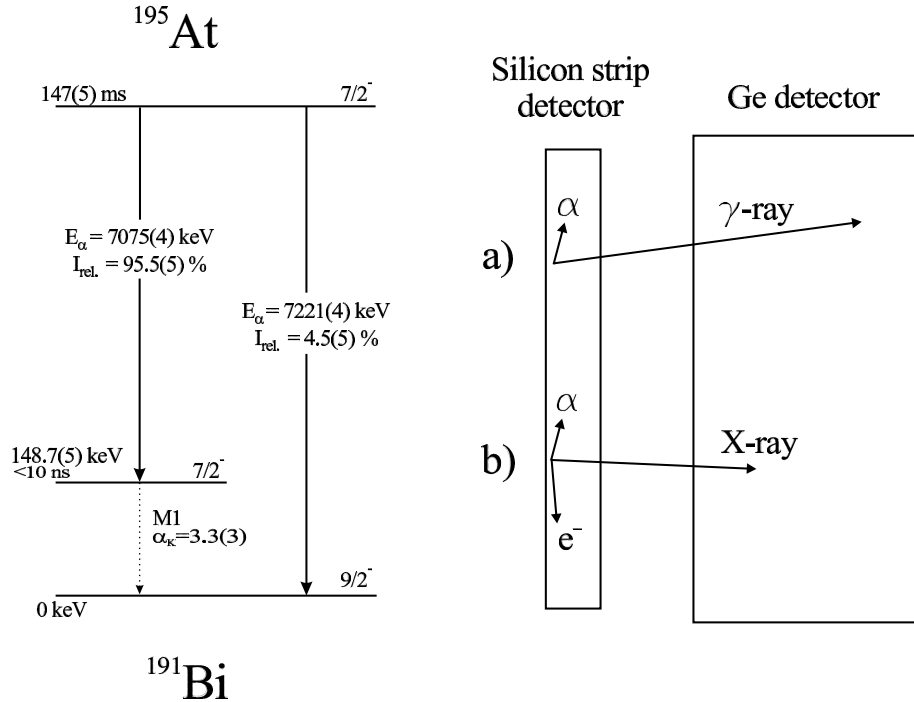 ¹⁹⁵At
147(5) ms
7/2⁻
Eα = 7075(4) keV
Irel. = 95.5(5) %
Eα = 7221(4) keV
Irel. = 4.5(5) %
148.7(5) keV
<10 ns
7/2⁻
M1
ακ=3.3(3)
9/2⁻
0 keV
¹⁹¹Bi
Silicon strip
detector
Ge detector
a)
α
γ-ray
b)
α
X-ray
e⁻